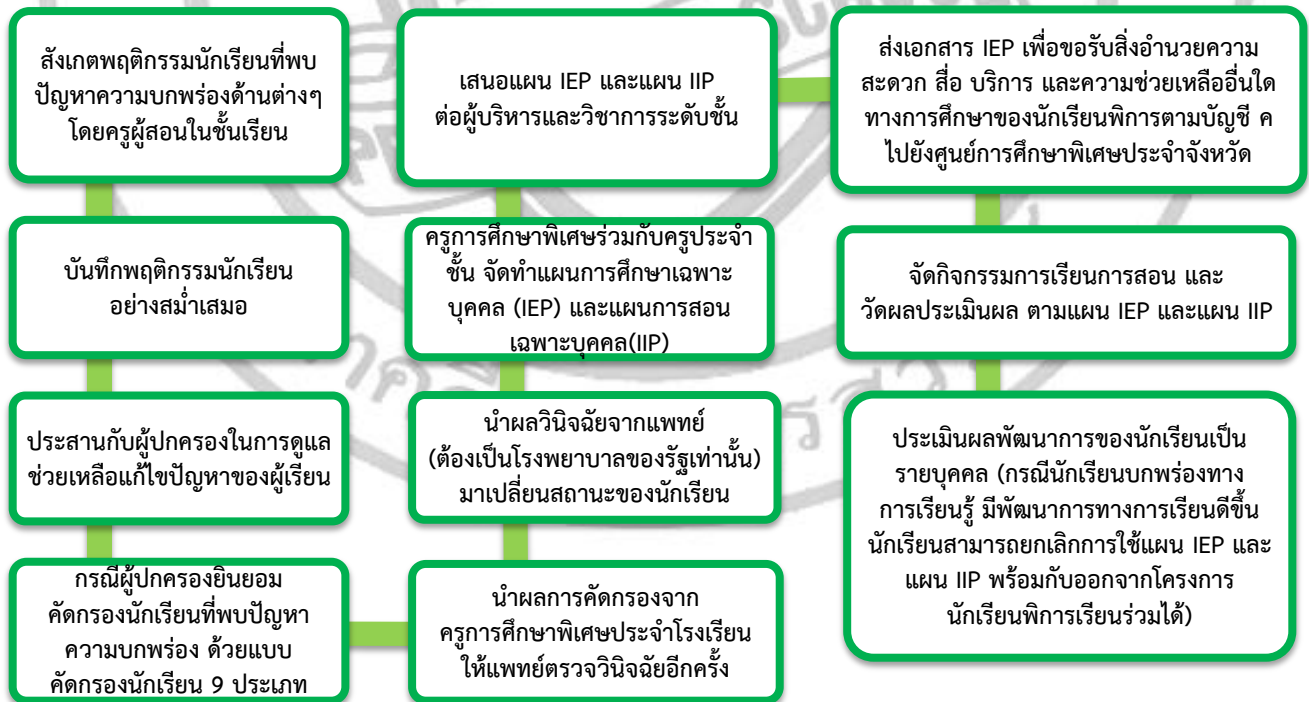 สังเกตพฤติกรรมนักเรียนที่พบ
ปัญหาความบกพร่องด้านต่างๆ
โดยครูผู้สอนในชั้นเรียน
บันทึกพฤติกรรมนักเรียน
อย่างสม่ำเสมอ
ประสานกับผู้ปกครองในการดูแล
ช่วยเหลือแก้ไขปัญหาของผู้เรียน
กรณีผู้ปกครองยินยอม
คัดกรองนักเรียนที่พบปัญหา
ความบกพร่อง ด้วยแบบ
คัดกรองนักเรียน 9 ประเภท
นำผลการคัดกรองจาก
ครูการศึกษาพิเศษประจำโรงเรียน
ให้แพทย์ตรวจวินิจฉัยอีกครั้ง
นำผลวินิจฉัยจากแพทย์
(ต้องเป็นโรงพยาบาลของรัฐเท่านั้น)
มาเปลี่ยนสถานะของนักเรียน
ครูการศึกษาพิเศษร่วมกับครูประจำ
ชั้น จัดทำแผนการศึกษาเฉพาะ
บุคคล (IEP) และแผนการสอน
เฉพาะบุคคล(IIP)
เสนอแผน IEP และแผน IIP
ต่อผู้บริหารและวิชาการระดับชั้น
ส่งเอกสาร IEP เพื่อขอรับสิ่งอำนวยความ
สะดวก สื่อ บริการ และความช่วยเหลืออื่นใด
ทางการศึกษาของนักเรียนพิการตามบัญชี ค
ไปยังศูนย์การศึกษาพิเศษประจำจังหวัด
จัดกิจกรรมการเรียนการสอน และ
วัดผลประเมินผล ตามแผน IEP และแผน IIP
ประเมินผลพัฒนาการของนักเรียนเป็น
รายบุคคล (กรณีนักเรียนบกพร่องทาง
การเรียนรู้ มีพัฒนาการทางการเรียนดีขึ้น
นักเรียนสามารถยกเลิกการใช้แผน IEP และ
แผน IIP พร้อมกับออกจากโครงการ
นักเรียนพิการเรียนร่วมได้)